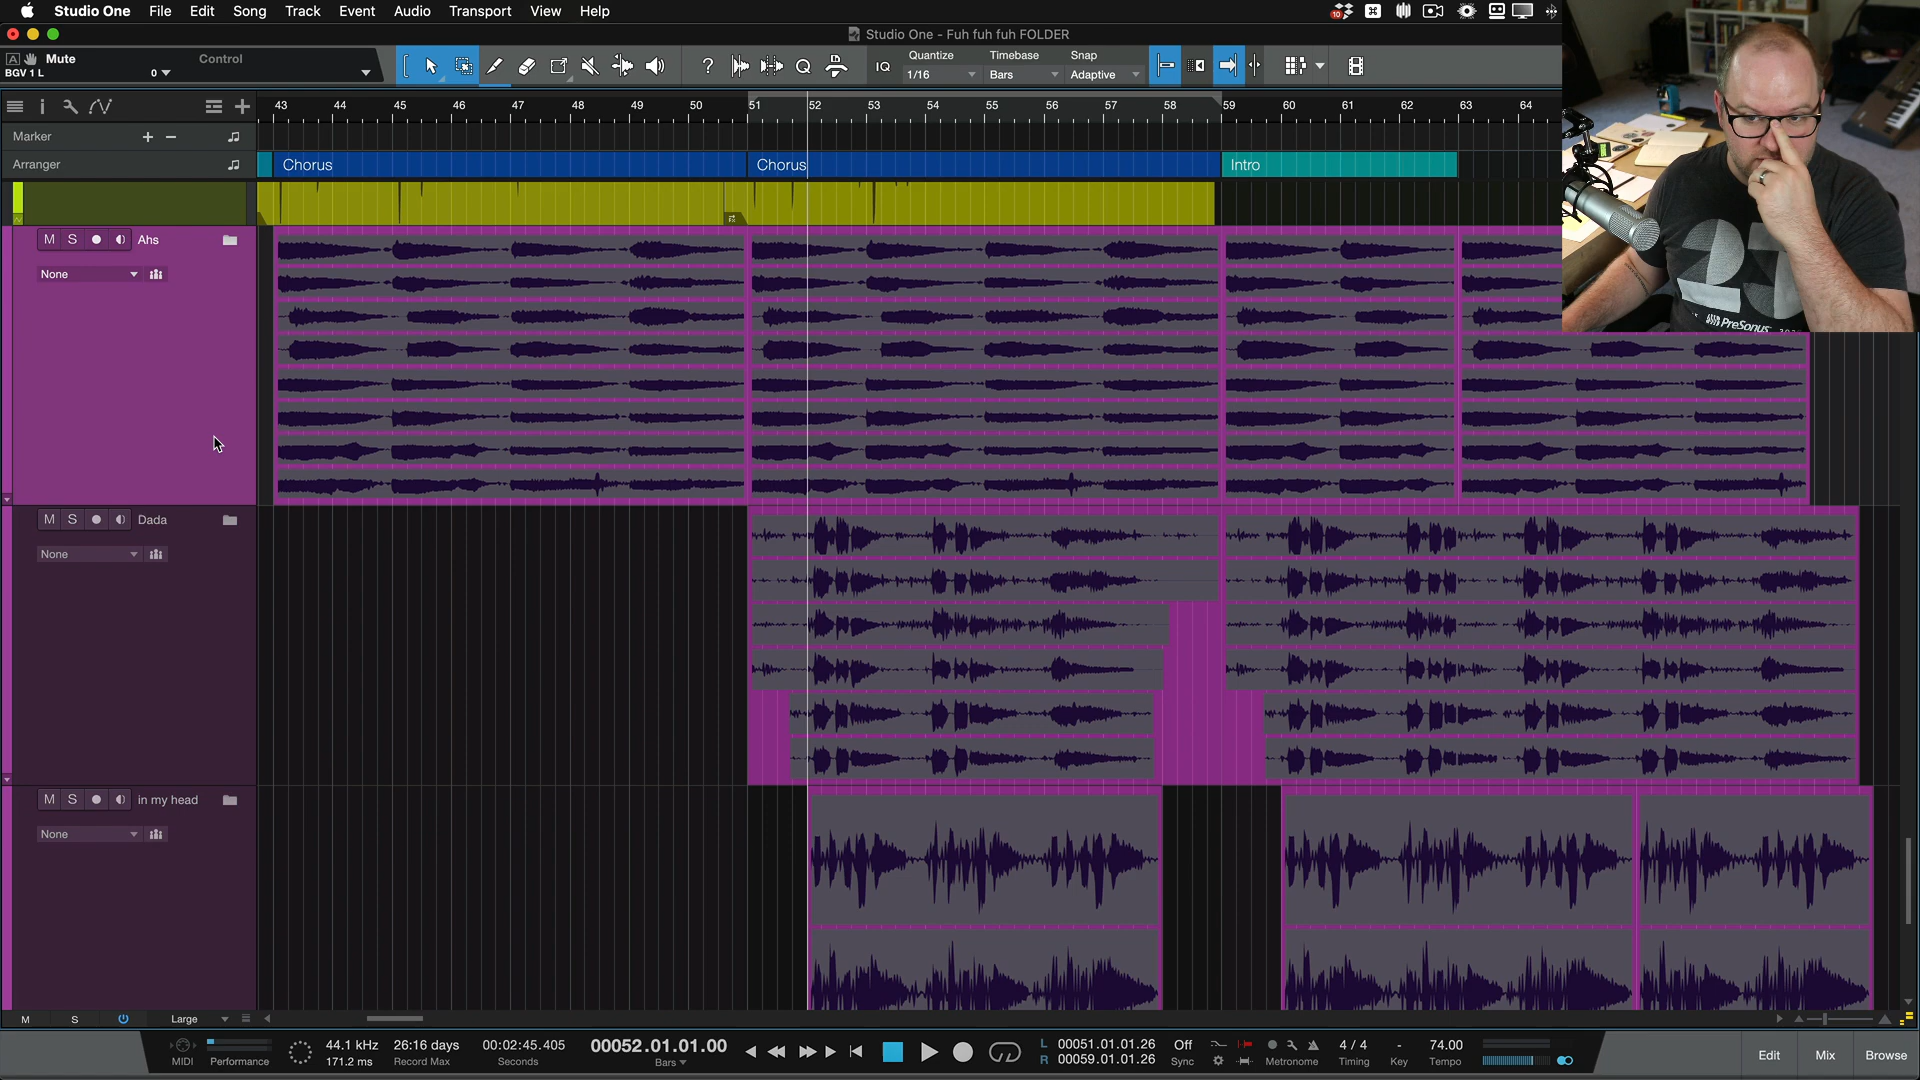 Studio One File Edit Song Track Event Audio Transport View Help
10
Studio One - Fuh fuh fuh FOLDER
A Mute Control
BGV 1 L 0
IQ Quantize Timebase Snap
1/16 Bars Adaptive
43 44 45 46 47 48 49 50 51 52 53 54 55 56 57 58 59 60 61 62 63 64
Marker
Arranger
Chorus Chorus Intro
M S Ahs
None
M S Dada
None
M S in my head
None
M S Large
MIDI Performance
44.1 kHz 26:16 days 00:02:45.405 00052.01.01.00
171.2 ms Record Max Seconds Bars
L 00051.01.01.26
R 00059.01.01.26
Off 4 / 4 - 74.00
Sync Metronome Timing Key Tempo
Edit Mix Browse
PreSonus